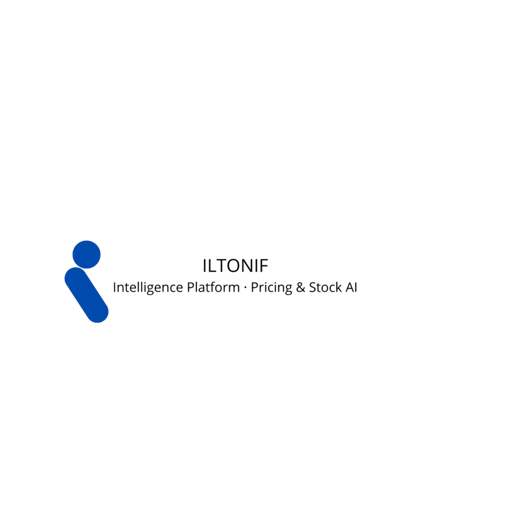 ILTONIF
Intelligence Platform · Pricing & Stock AI